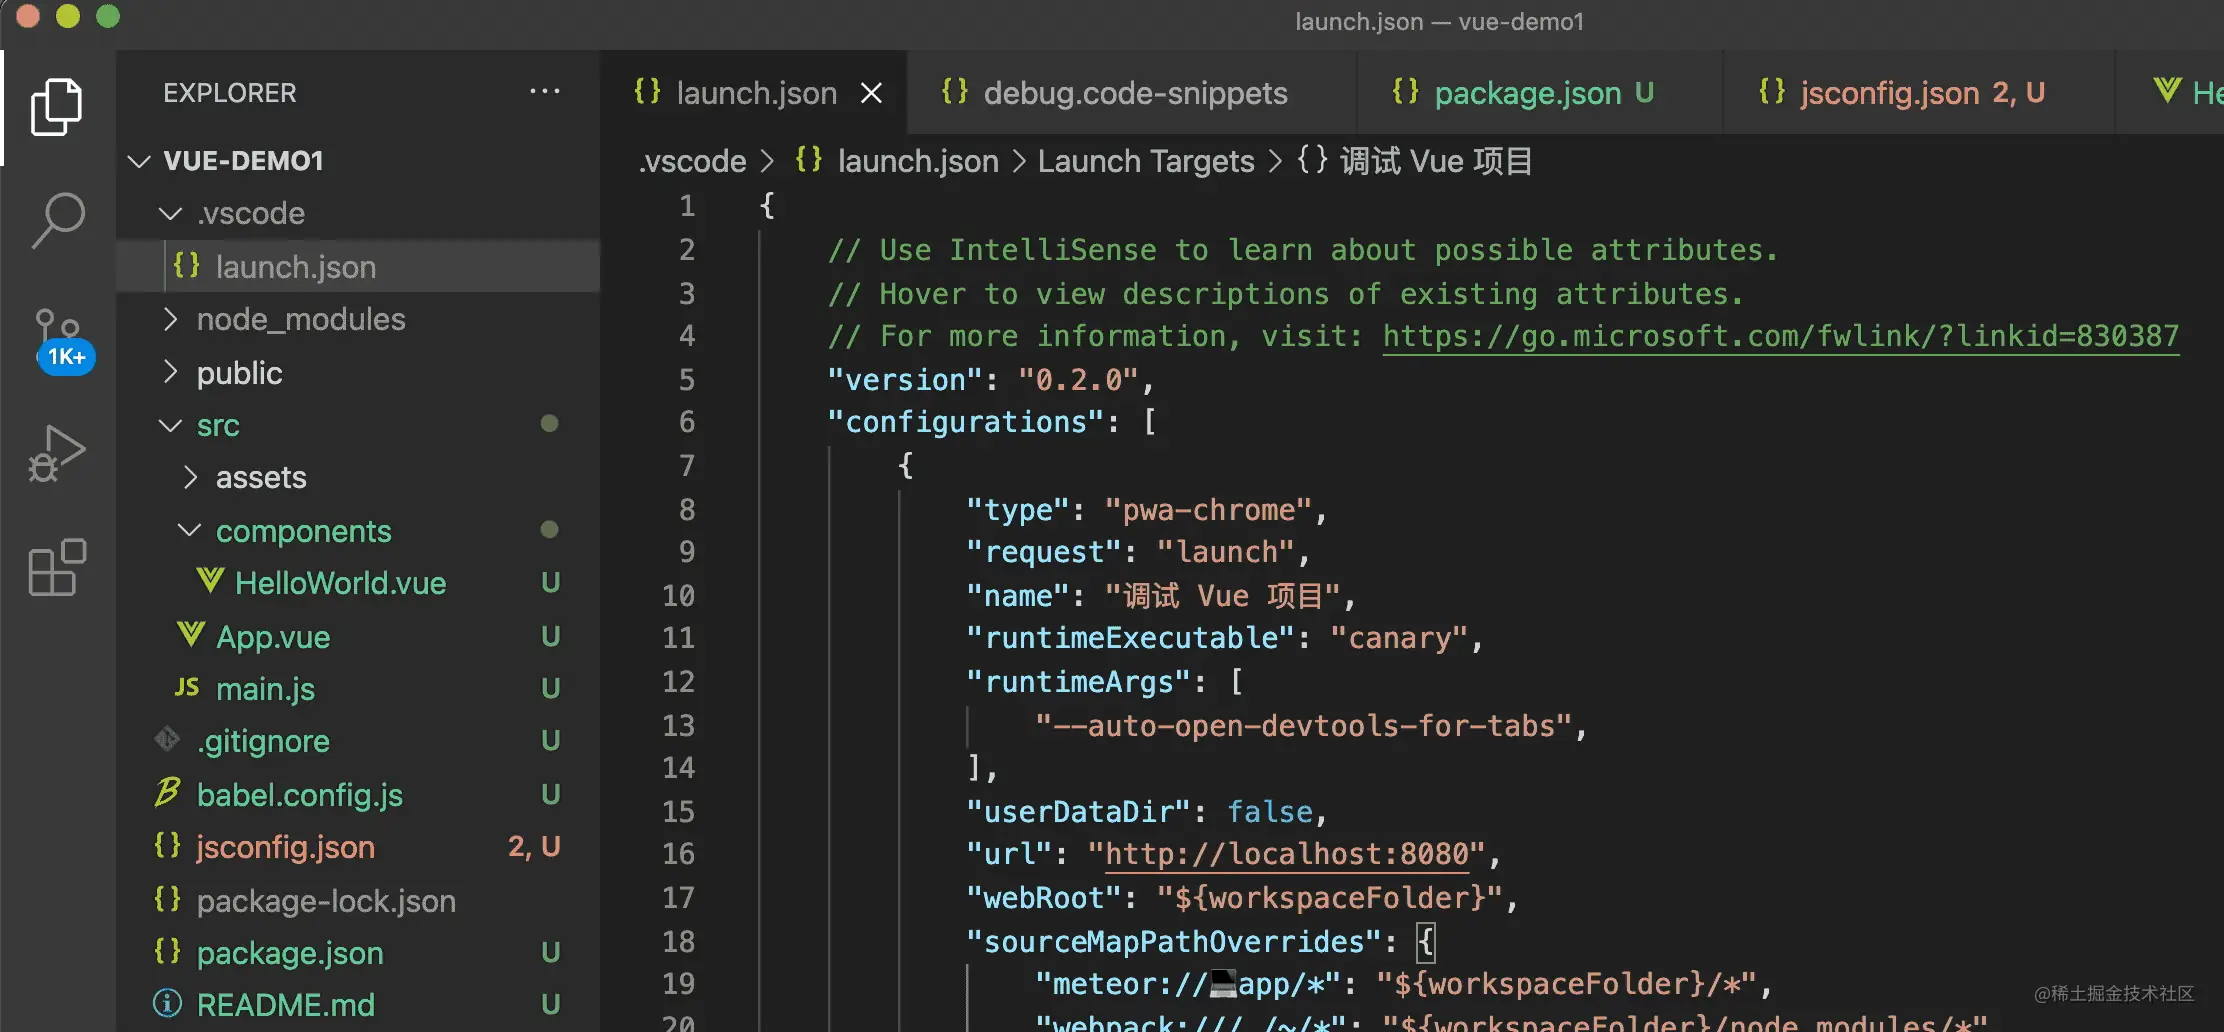 launch.json — vue-demo1
EXPLORER ···
VUE-DEMO1
.vscode
{} launch.json
node_modules
public
src
assets
components
HelloWorld.vue U
App.vue U
JS main.js U
.gitignore U
babel.config.js U
{} jsconfig.json 2, U
{} package-lock.json
{} package.json U
README.md U
1K+
{} launch.json × {} debug.code-snippets {} package.json U {} jsconfig.json 2, U
.vscode > {} launch.json > Launch Targets > {} 调试 Vue 项目
1 {
2 // Use IntelliSense to learn about possible attributes.
3 // Hover to view descriptions of existing attributes.
4 // For more information, visit: https://go.microsoft.com/fwlink/?linkid=830387
5 "version": "0.2.0",
6 "configurations": [
7 {
8 "type": "pwa-chrome",
9 "request": "launch",
10 "name": "调试 Vue 项目",
11 "runtimeExecutable": "canary",
12 "runtimeArgs": [
13 "--auto-open-devtools-for-tabs",
14 ],
15 "userDataDir": false,
16 "url": "http://localhost:8080",
17 "webRoot": "${workspaceFolder}",
18 "sourceMapPathOverrides": {
19 "meteor://💻app/*": "${workspaceFolder}/*",
20 "webpack:///./~/*": "${workspaceFolder}/node_modules/*"
@稀土掘金技术社区